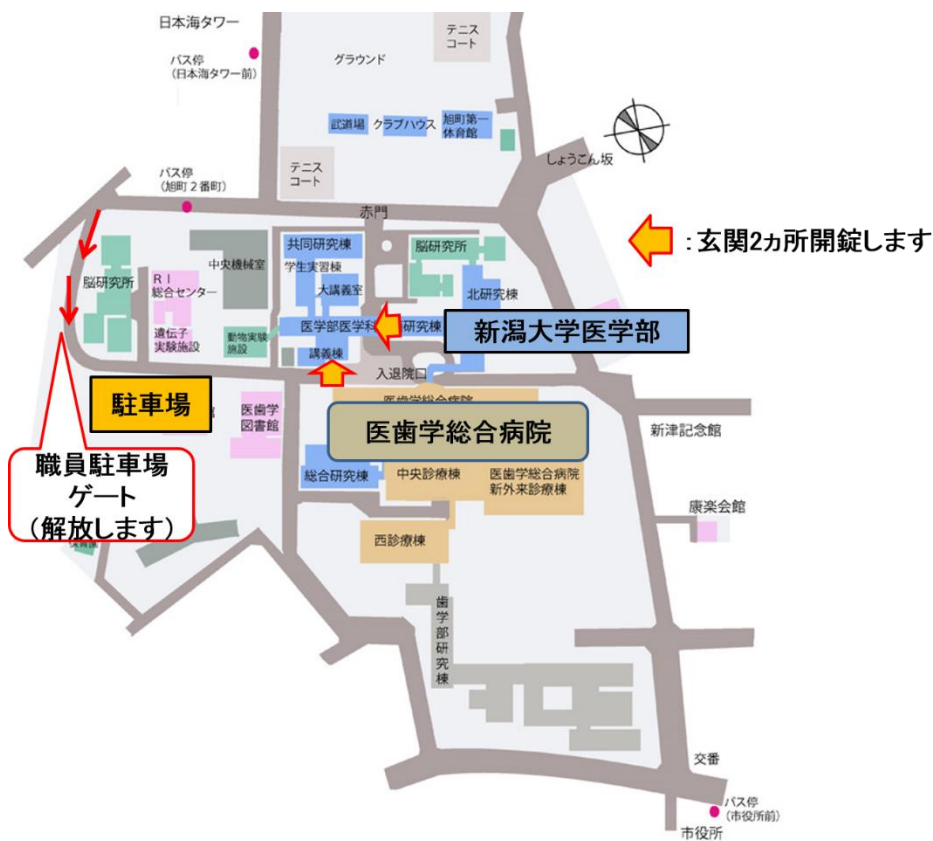 日本海タワー
バス停
（日本海タワー前）
グラウンド
テニス
コート
武道場
クラブハウス
旭町第一
体育館
しょうこん坂
テニス
コート
バス停
（旭町２番町）
赤門
：玄関2ヵ所開錠します
共同研究棟
学生実習棟
大講義室
中央機械室
脳研究所
脳研究所
ＲＩ
総合センター
北研究棟
遺伝子
実験施設
動物実験
施設
医学部医学科
研究棟
新潟大学医学部
講義棟
入退院口
駐車場
医歯学
図書館
医歯学総合病院
医歯学総合病院
新津記念館
職員駐車場
ゲート
（解放します）
総合研究棟
中央診療棟
医歯学総合病院
新外来診療棟
康楽会館
西診療棟
歯学部研究棟
交番
バス停
（市役所前）
市役所